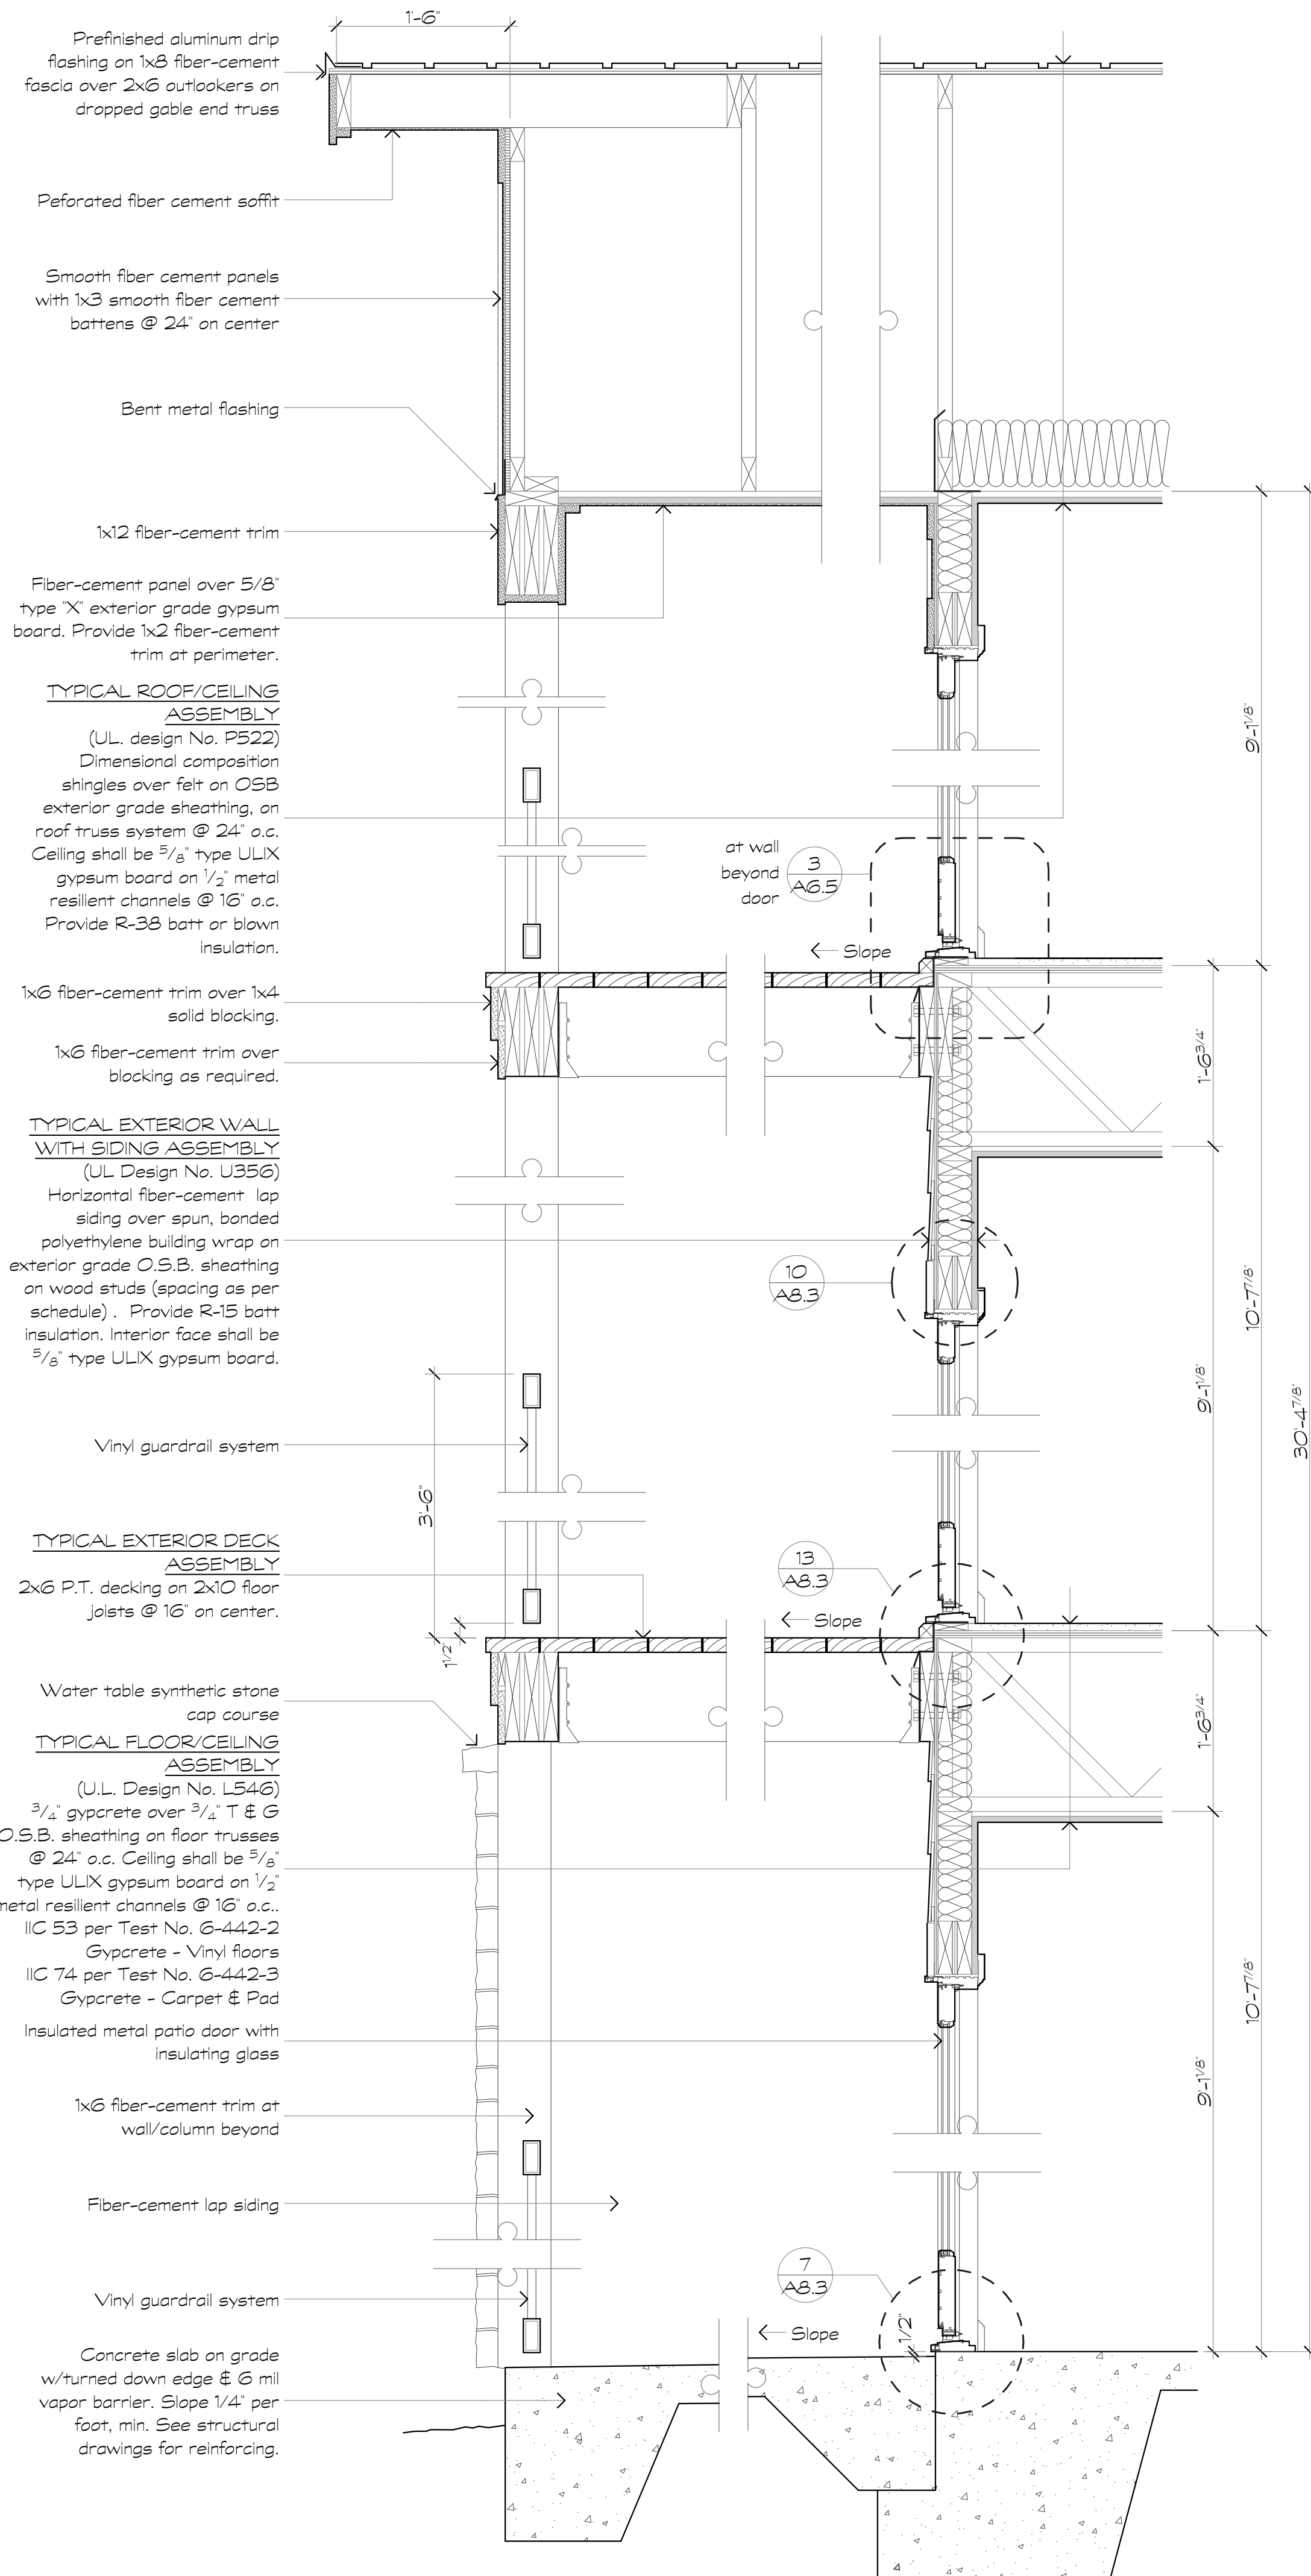 1'-6"
Prefinished aluminum drip
flashing on 1x8 fiber-cement
fascia over 2x6 outlookers on
dropped gable end truss
Peforated fiber cement soffit
Smooth fiber cement panels
with 1x3 smooth fiber cement
battens @ 24" on center
Bent metal flashing
1x12 fiber-cement trim
Fiber-cement panel over 5/8"
type "X" exterior grade gypsum
board. Provide 1x2 fiber-cement
trim at perimeter.
TYPICAL ROOF/CEILING
ASSEMBLY
(UL. design No. P522)
Dimensional composition
shingles over felt on OSB
exterior grade sheathing, on
roof truss system @ 24" o.c.
Ceiling shall be 5/8" type ULIX
gypsum board on 1/2" metal
resilient channels @ 16" o.c.
Provide R-38 batt or blown
insulation.
9'-1 1/8"
at wall
beyond
door
3
A6.5
Slope
1x6 fiber-cement trim over 1x4
solid blocking.
1x6 fiber-cement trim over
blocking as required.
1'-6 3/4"
TYPICAL EXTERIOR WALL
WITH SIDING ASSEMBLY
(UL Design No. U356)
Horizontal fiber-cement lap
siding over spun, bonded
polyethylene building wrap on
exterior grade O.S.B. sheathing
on wood studs (spacing as per
schedule) . Provide R-15 batt
insulation. Interior face shall be
5/8" type ULIX gypsum board.
10
A8.3
10'-7 7/8"
9'-1 1/8"
30'-4 7/8"
Vinyl guardrail system
3'-6"
TYPICAL EXTERIOR DECK
ASSEMBLY
2x6 P.T. decking on 2x10 floor
joists @ 16" on center.
13
A8.3
Slope
1 1/2"
Water table synthetic stone
cap course
1'-6 3/4"
TYPICAL FLOOR/CEILING
ASSEMBLY
(U.L. Design No. L546)
3/4" gypcrete over 3/4" T & G
O.S.B. sheathing on floor trusses
@ 24" o.c. Ceiling shall be 5/8"
type ULIX gypsum board on 1/2"
metal resilient channels @ 16" o.c..
IIC 53 per Test No. 6-442-2
Gypcrete - Vinyl floors
IIC 74 per Test No. 6-442-3
Gypcrete - Carpet & Pad
10'-7 7/8"
9'-1 1/8"
Insulated metal patio door with
insulating glass
1x6 fiber-cement trim at
wall/column beyond
Fiber-cement lap siding
7
A8.3
Vinyl guardrail system
Slope
1/2"
Concrete slab on grade
w/turned down edge & 6 mil
vapor barrier. Slope 1/4" per
foot, min. See structural
drawings for reinforcing.